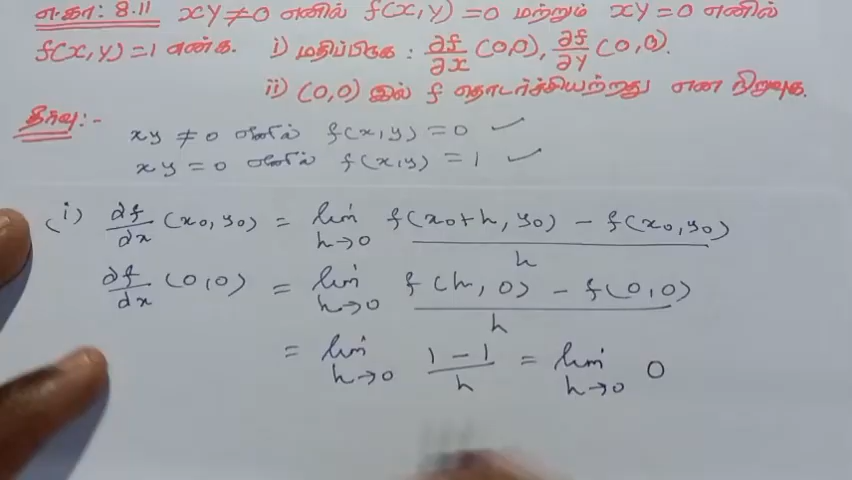 எ.கா: 8.11 xy ≠ 0 எனில் f(x,y) = 0 மற்றும் xy = 0 எனில்
f(x,y) = 1 என்க. i) மதிப்பிடுக : ∂f/∂x (0,0), ∂f/∂y (0,0).
ii) (0,0) இல் f தொடர்ச்சியற்றது என நிறுவுக.
தீர்வு:-
xy ≠ 0 எனில் f(x,y) = 0 ✓
xy = 0 எனில் f(x,y) = 1 ✓
(i) ∂f/∂x (x₀, y₀) = lim h→0 f(x₀+h, y₀) − f(x₀, y₀) / h
∂f/∂x (0,0) = lim h→0 f(h, 0) − f(0,0) / h
= lim h→0 1−1 / h = lim h→0 0